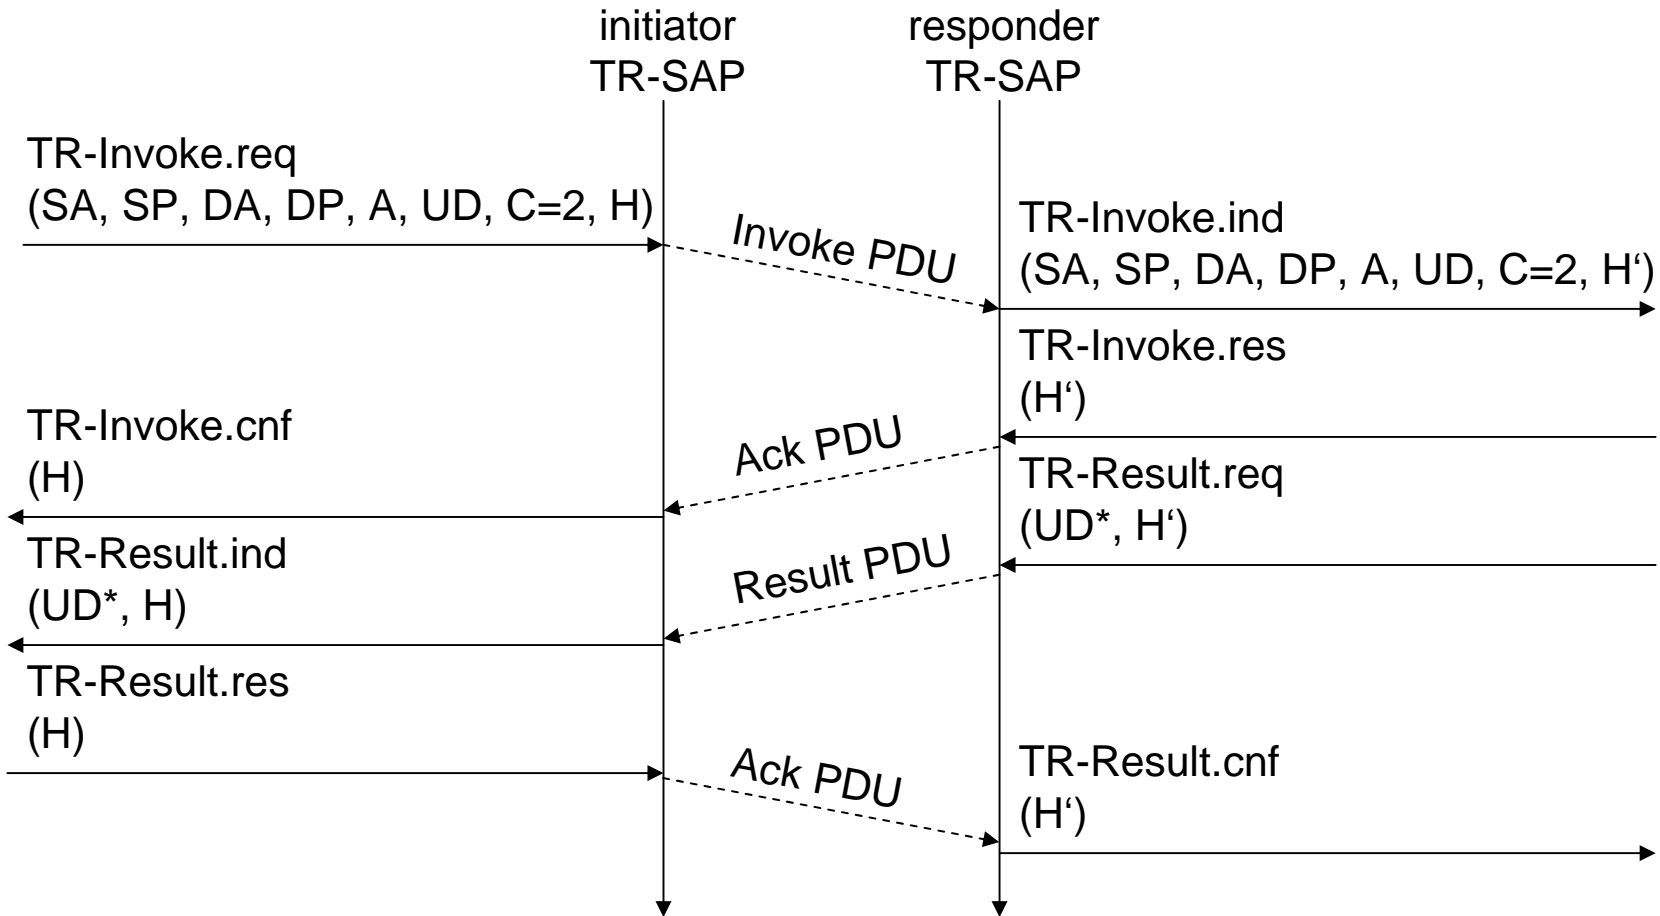 initiator
TR-SAP
responder
TR-SAP
TR-Invoke.req
(SA, SP, DA, DP, A, UD, C=2, H)
Invoke PDU
TR-Invoke.ind
(SA, SP, DA, DP, A, UD, C=2, H‘)
TR-Invoke.res
(H‘)
TR-Invoke.cnf
(H)
Ack PDU
TR-Result.req
(UD*, H‘)
TR-Result.ind
(UD*, H)
Result PDU
TR-Result.res
(H)
Ack PDU
TR-Result.cnf
(H‘)